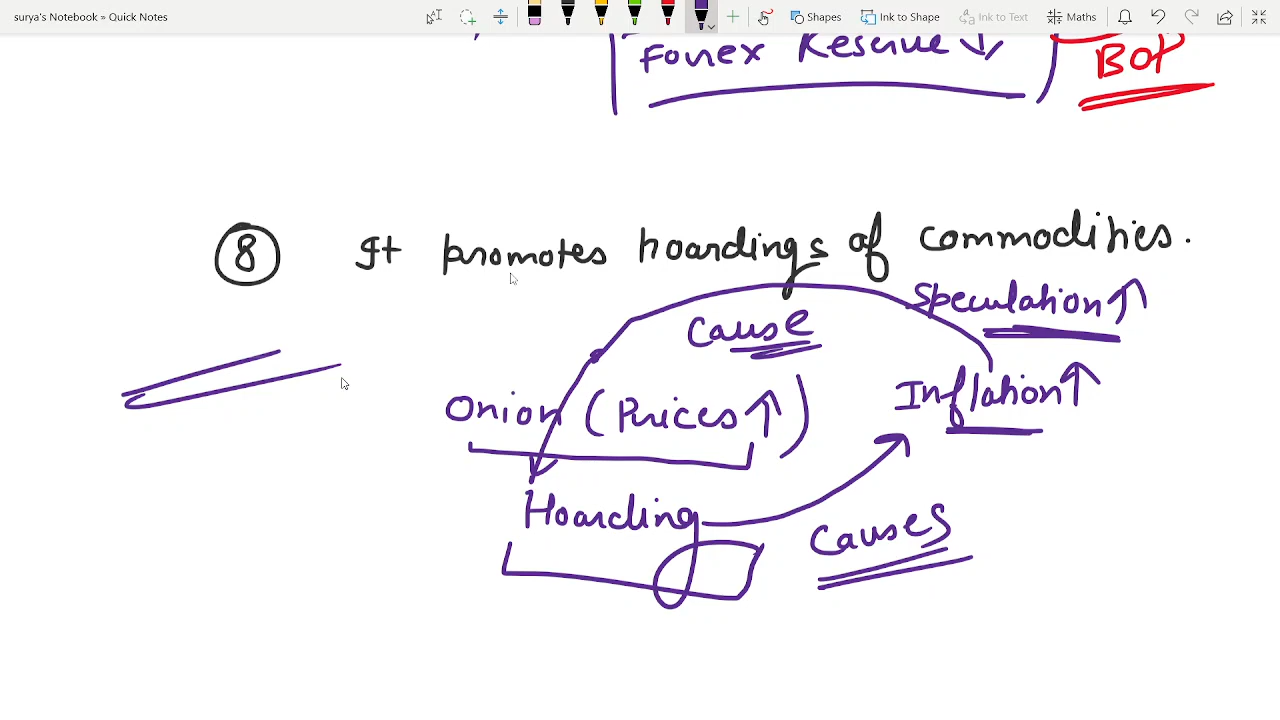 surya's Notebook » Quick Notes
Shapes Ink to Shape Ink to Text Maths
Forex Reserve ↓
BOP
8 It promotes hoardings of commodities.
Speculation ↑
Cause
Inflation ↑
Onion (Prices ↑)
Hoarding
Causes